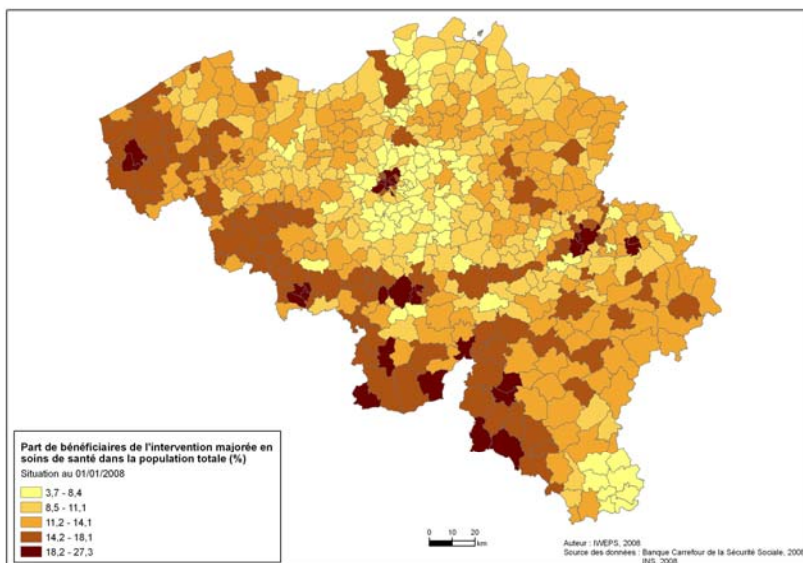 Part de bénéficiaires de l'intervention majorée en
soins de santé dans la population totale (%)
Situation au 01/01/2008
3,7 - 8,4
8,5 - 11,1
11,2 - 14,1
14,2 - 18,1
18,2 - 27,3
0 10 20
km
Auteur : IWEPS, 2008.
Source des données : Banque Carrefour de la Sécurité Sociale, 2008
INS, 2008